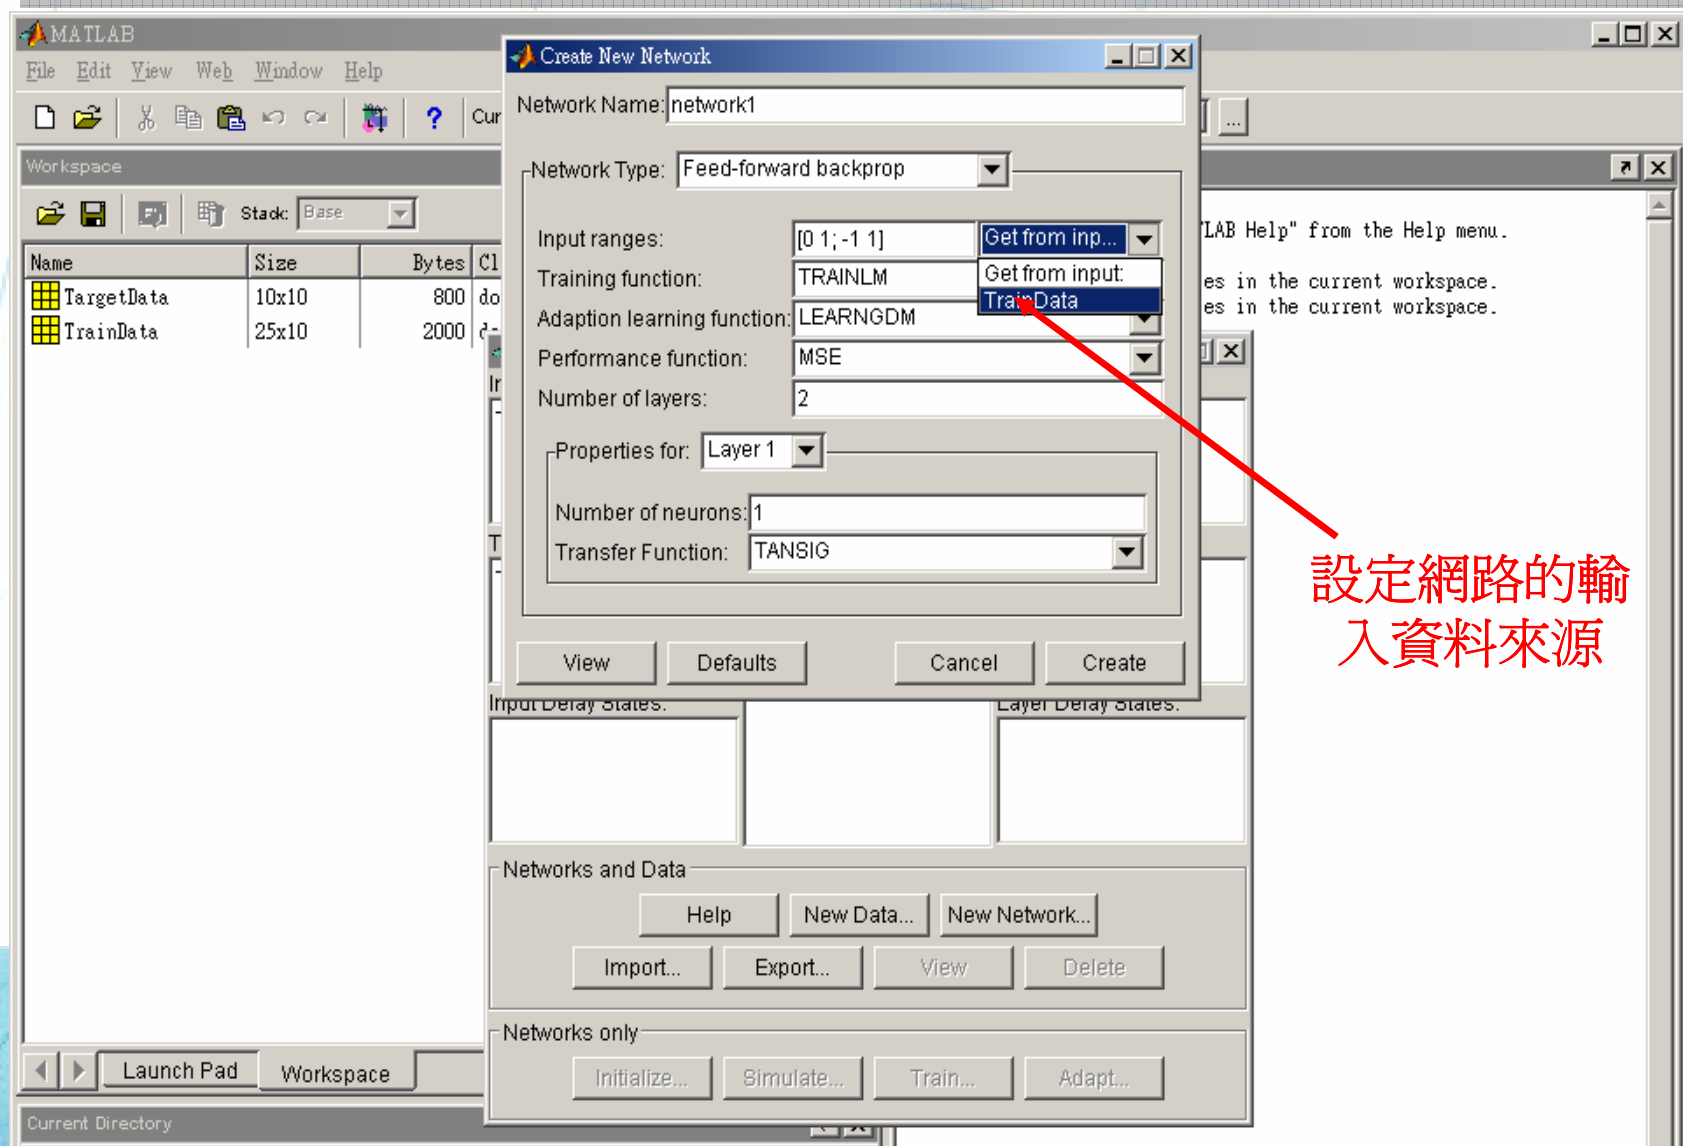 MATLAB
File Edit View Web Window Help
Cur
...
Workspace
Stack: Base
Name Size Bytes Cl
TargetData 10x10 800 do
TrainData 25x10 2000
Create New Network
Network Name: network1
Network Type: Feed-forward backprop
Input ranges: [0 1; -1 1] Get from inp...
Get from input:
TrainData
Training function: TRAINLM
Adaption learning function: LEARNGDM
Performance function: MSE
Number of layers: 2
Properties for: Layer 1
Number of neurons: 1
Transfer Function: TANSIG
View Defaults Cancel Create
LAB Help" from the Help menu.
es in the current workspace.
es in the current workspace.
設定網路的輸
入資料來源
Input Delay States:
Layer Delay States:
Networks and Data
Help New Data... New Network...
Import... Export... View Delete
Networks only
Initialize... Simulate... Train... Adapt...
Launch Pad Workspace
Current Directory